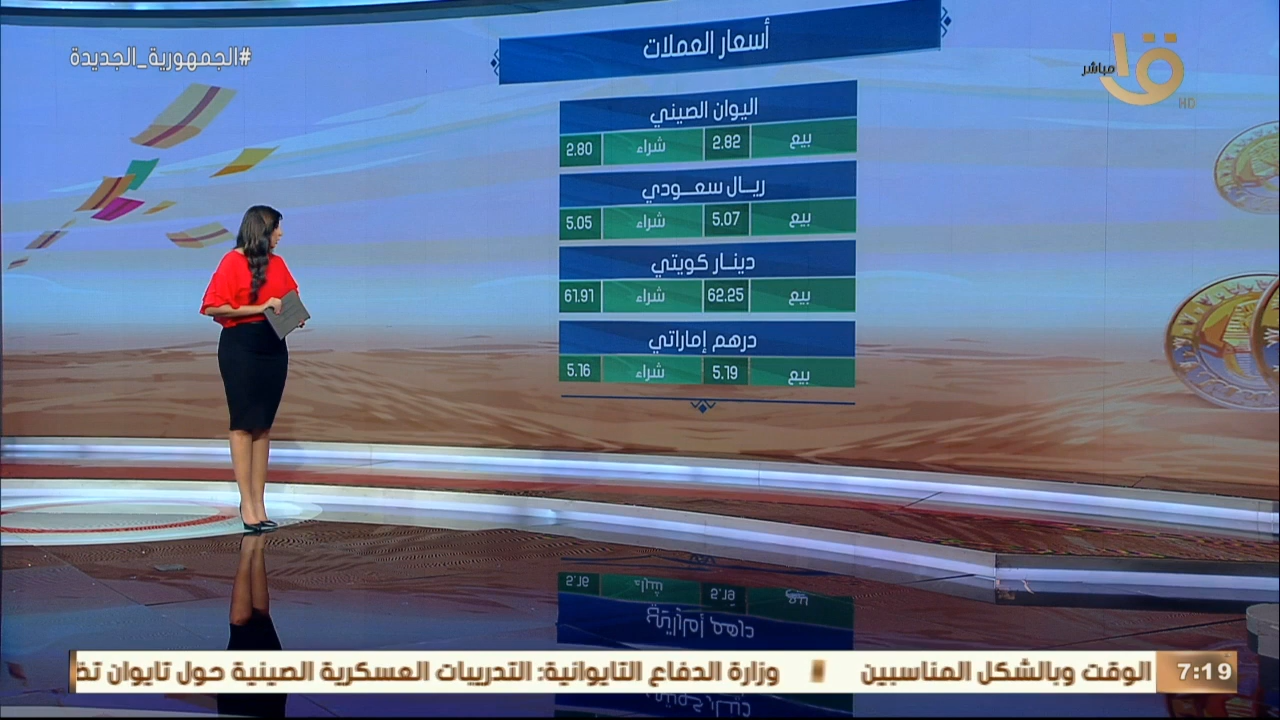 #الجمهورية_الجديدة
مباشر
HD
أسعار العملات
اليوان الصيني
بيع 2.82 شراء 2.80
ريال سعودي
بيع 5.07 شراء 5.05
دينار كويتي
بيع 62.25 شراء 61.91
درهم إماراتي
بيع 5.19 شراء 5.16
7:19 الوقت وبالشكل المناسبين وزارة الدفاع التايوانية: التدريبات العسكرية الصينية حول تايوان